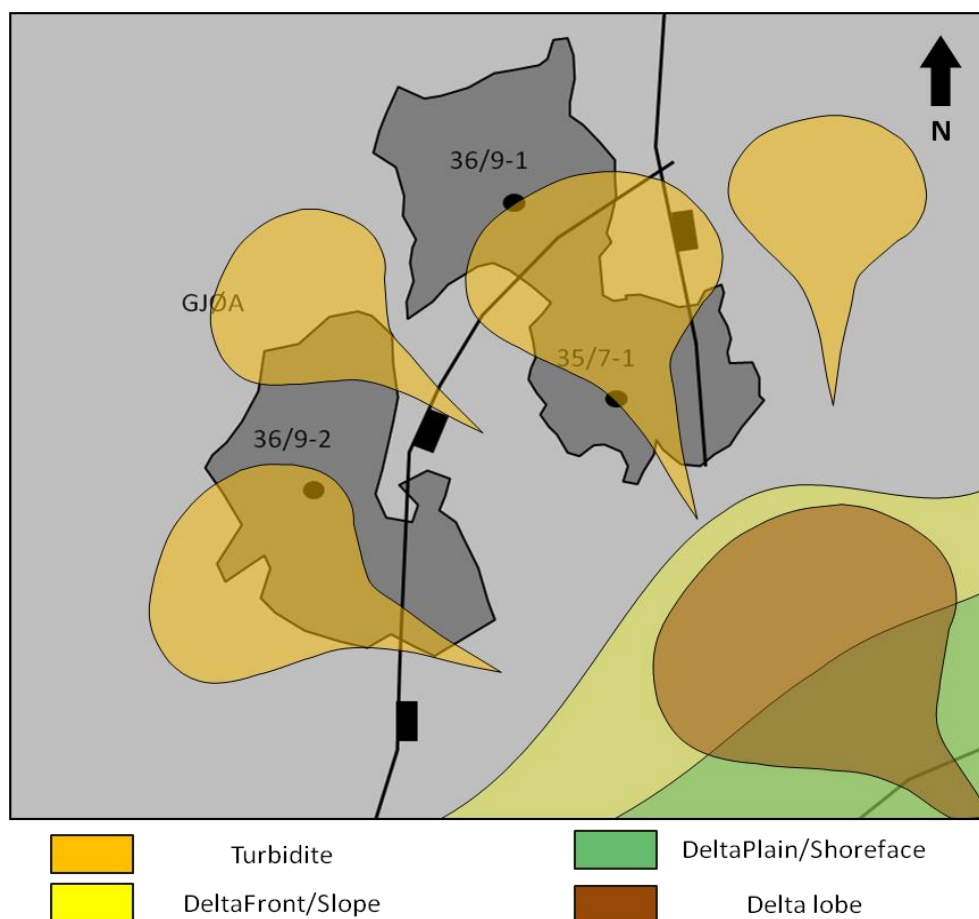 N
36/9-1
GJØA
35/7-1
36/9-2
Turbidite
DeltaPlain/Shoreface
DeltaFront/Slope
Delta lobe